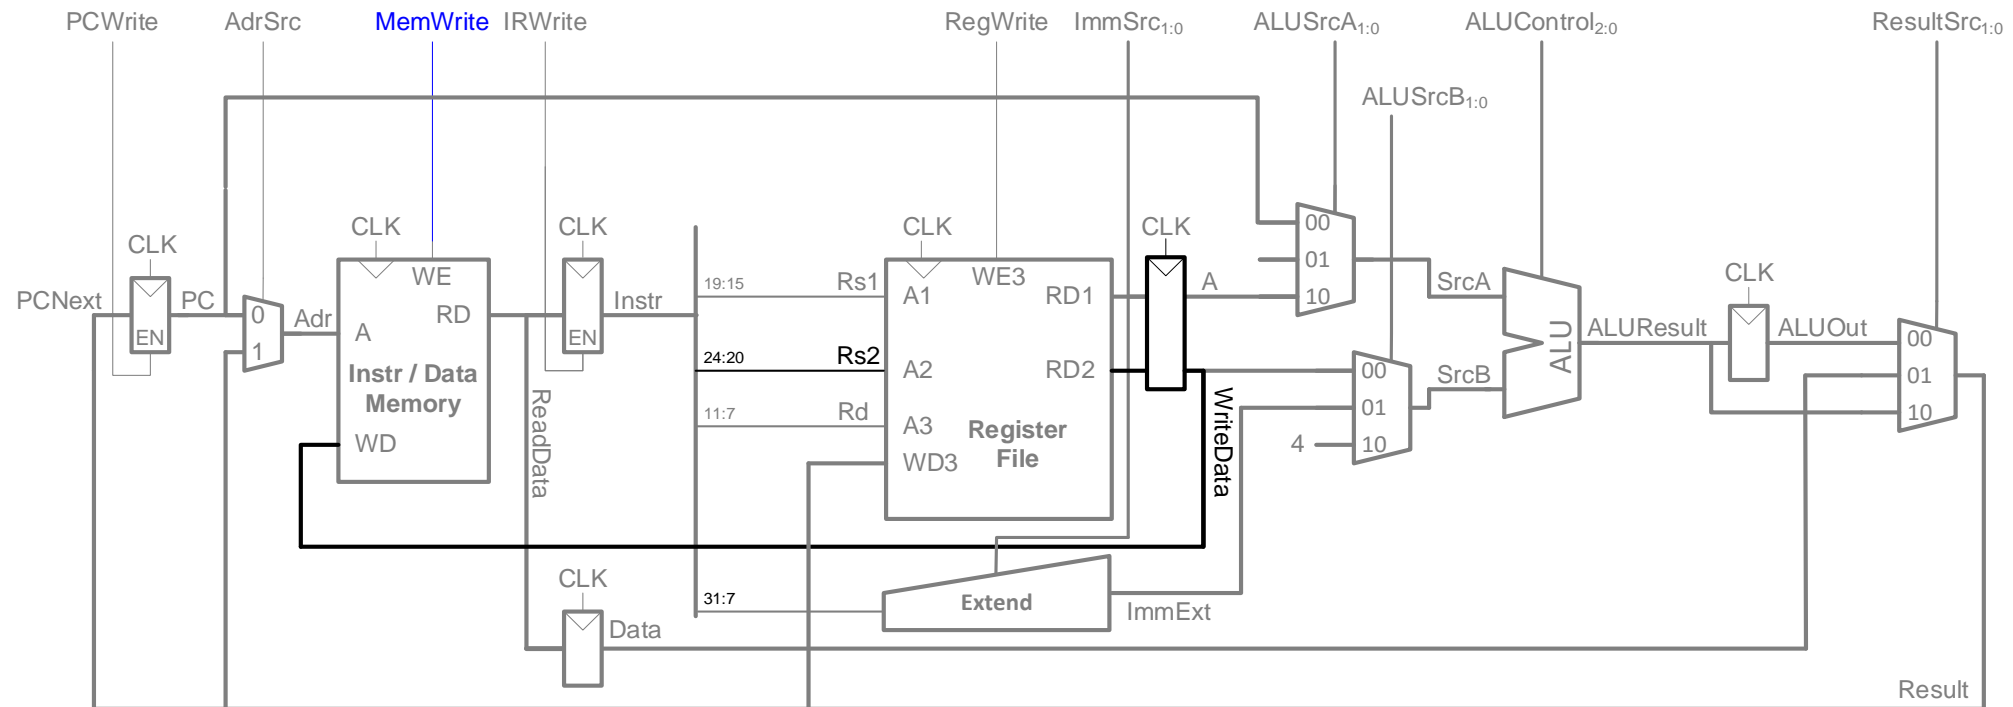 PCWrite
AdrSrc
MemWrite
IRWrite
RegWrite
ImmSrc1:0
ALUSrcA1:0
ALUControl2:0
ResultSrc1:0
ALUSrcB1:0
CLK
CLK
CLK
CLK
CLK
CLK
PCNext
EN
PC
0
1
Adr
WE
A
RD
Instr / Data
Memory
WD
EN
Instr
ReadData
19:15
Rs1
24:20
Rs2
11:7
Rd
31:7
A1
A2
A3
WD3
WE3
RD1
RD2
Register
File
A
WriteData
00
01
10
SrcA
00
01
10
4
SrcB
ALU
ALUResult
ALUOut
00
01
10
CLK
Data
Extend
ImmExt
Result